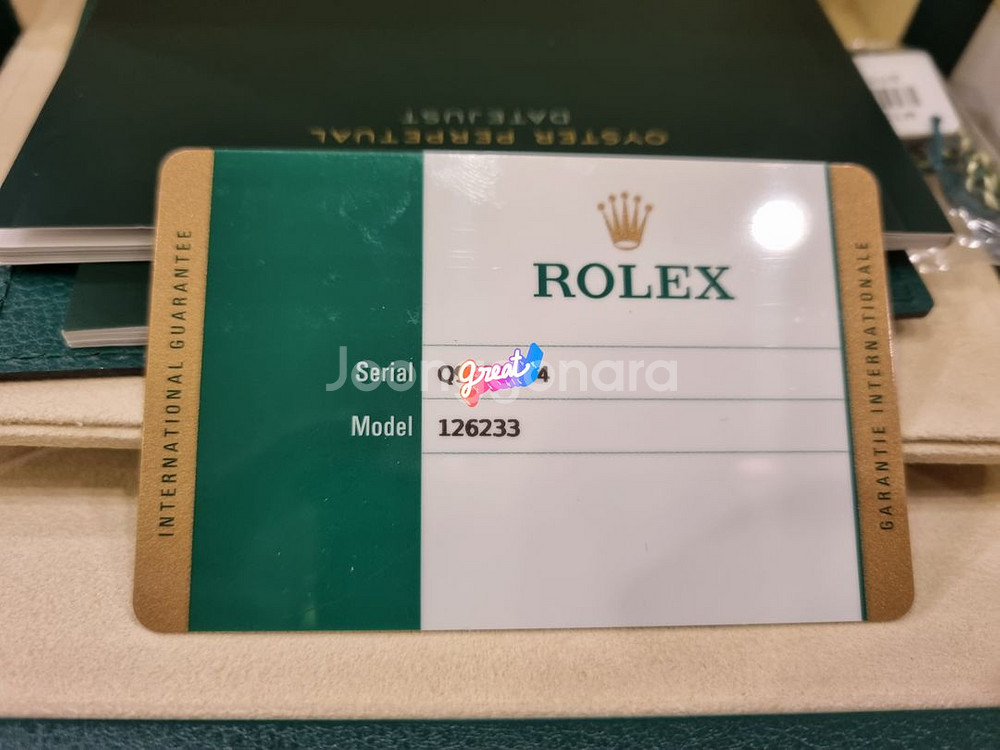 OYSTER PERPETUAL
DATEJUST
INTERNATIONAL GUARANTEE
ROLEX
Serial
great
Model 126233
GARANTIE INTERNATIONALE